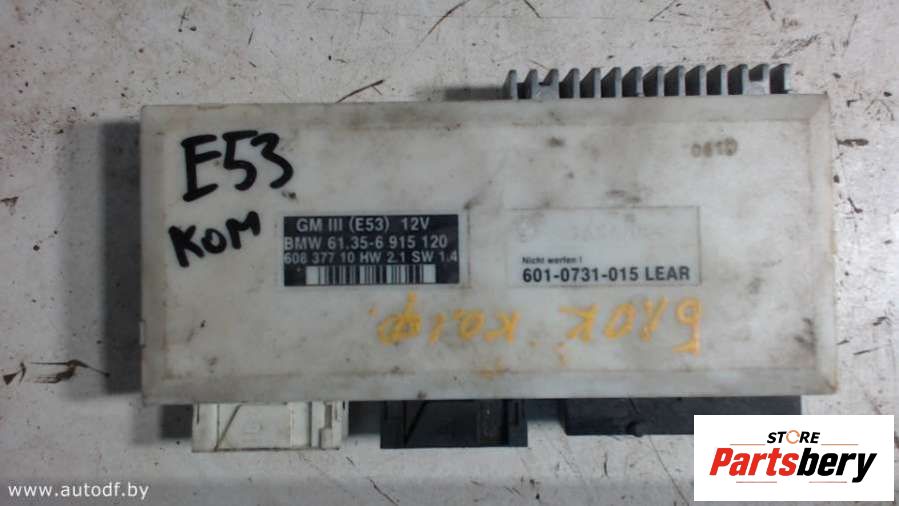 E53
КОМ
0610
GM III (E53) 12V
BMW 61.35-6 915 120
608 377 10 HW 2.1 SW 1.4
Nicht werfen !
601-0731-015 LEAR
БЛОК
www.autodf.by
STORE
Partsbery